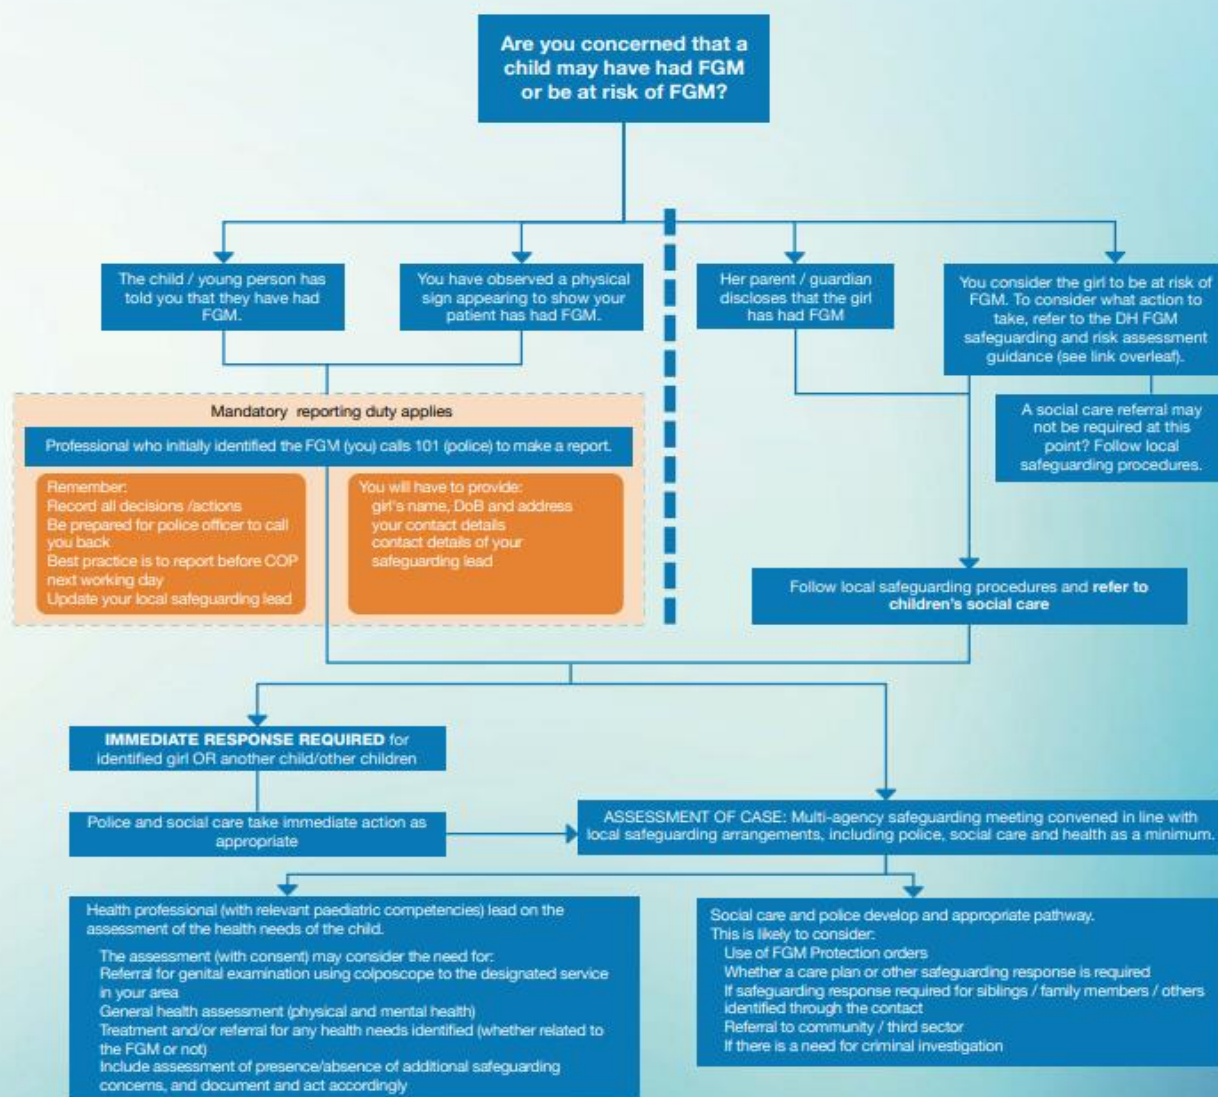 Are you concerned that a
child may have had FGM
or be at risk of FGM?
The child / young person has
told you that they have had
FGM.
You have observed a physical
sign appearing to show your
patient has had FGM.
Her parent / guardian
discloses that the girl
has had FGM
You consider the girl to be at risk of
FGM. To consider what action to
take, refer to the DH FGM
safeguarding and risk assessment
guidance (see link overleaf).
Mandatory reporting duty applies
Professional who initially identified the FGM (you) calls 101 (police) to make a report.
Remember:
Record all decisions /actions
Be prepared for police officer to call
you back
Best practice is to report before COP
next working day
Update your local safeguarding lead
You will have to provide:
girl's name, DoB and address
your contact details
contact details of your
safeguarding lead
A social care referral may
not be required at this
point? Follow local
safeguarding procedures.
Follow local safeguarding procedures and refer to
children's social care
IMMEDIATE RESPONSE REQUIRED for
identified girl OR another child/other children
Police and social care take immediate action as
appropriate
ASSESSMENT OF CASE: Multi-agency safeguarding meeting convened in line with
local safeguarding arrangements, including police, social care and health as a minimum.
Health professional (with relevant paediatric competencies) lead on the
assessment of the health needs of the child.
The assessment (with consent) may consider the need for:
Referral for genital examination using colposcope to the designated service
in your area
General health assessment (physical and mental health)
Treatment and/or referral for any health needs identified (whether related to
the FGM or not)
Include assessment of presence/absence of additional safeguarding
concerns, and document and act accordingly
Social care and police develop and appropriate pathway.
This is likely to consider:
Use of FGM Protection orders
Whether a care plan or other safeguarding response is required
If safeguarding response required for siblings / family members / others
identified through the contact
Referral to community / third sector
If there is a need for criminal investigation